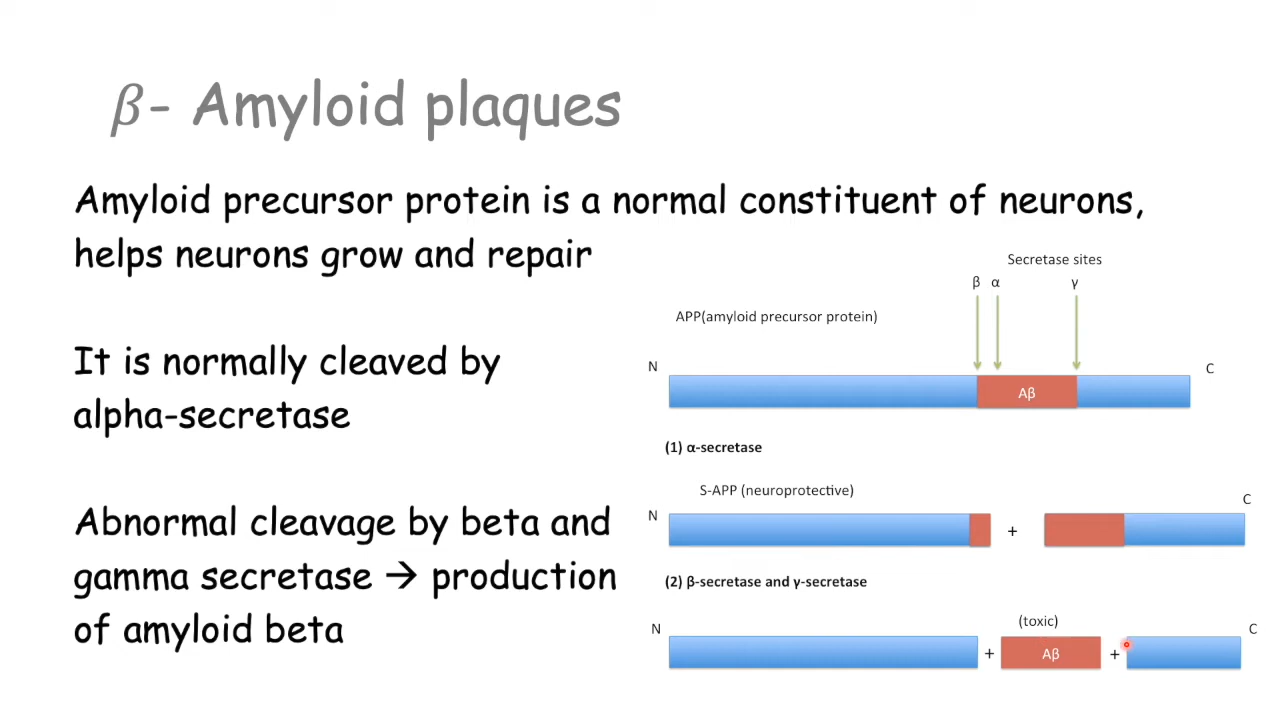 β- Amyloid plaques
Amyloid precursor protein is a normal constituent of neurons,
helps neurons grow and repair
It is normally cleaved by
alpha-secretase
Abnormal cleavage by beta and
gamma secretase → production
of amyloid beta
Secretase sites
β α γ
APP(amyloid precursor protein)
N C
Aβ
(1) α-secretase
S-APP (neuroprotective)
N C
+
(2) β-secretase and γ-secretase
(toxic)
N C
+ Aβ +